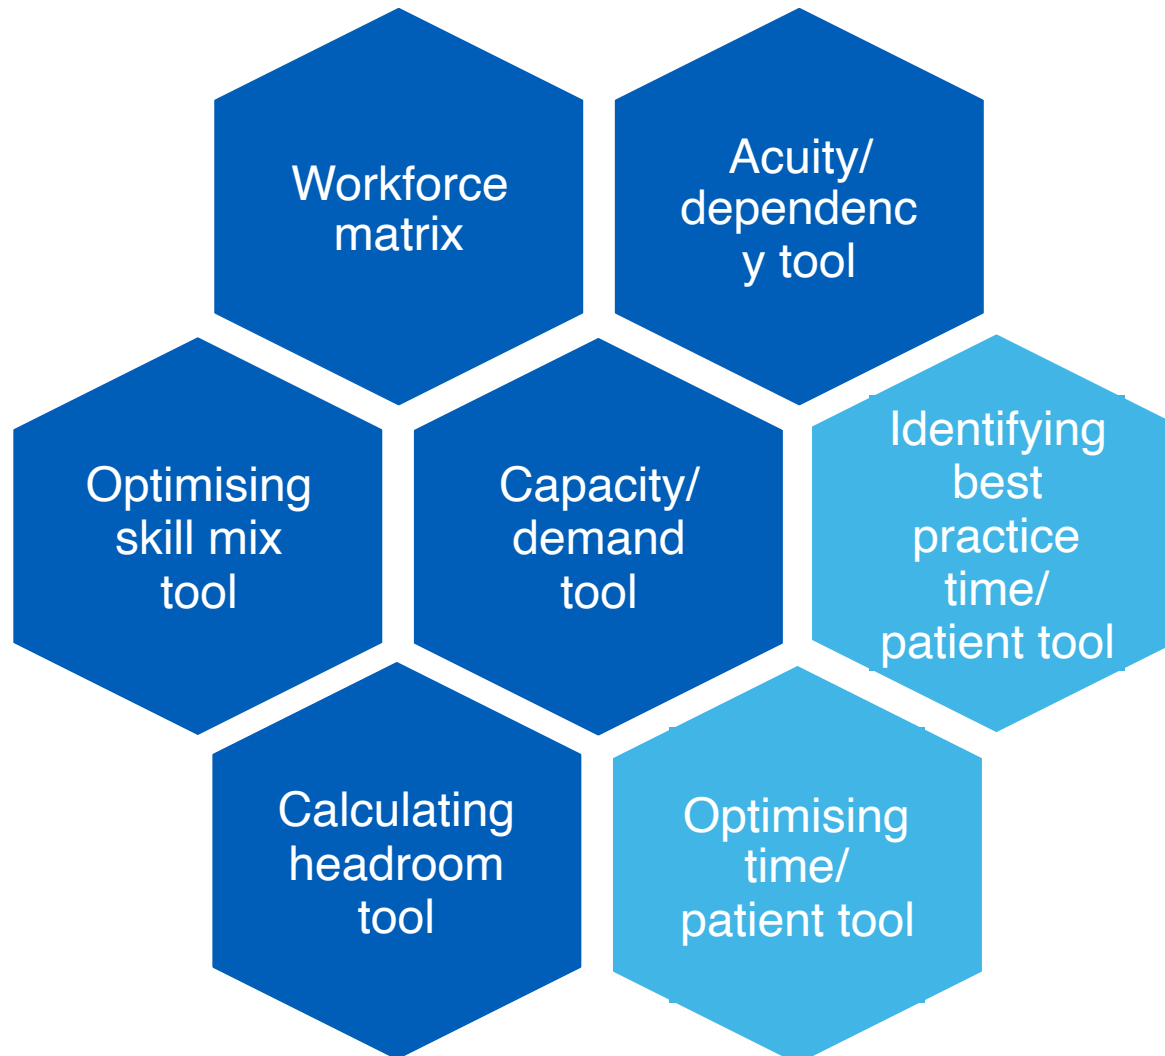 Workforce
matrix
Acuity/
dependenc
y tool
Optimising
skill mix
tool
Capacity/
demand
tool
Identifying
best
practice
time/
patient tool
Calculating
headroom
tool
Optimising
time/
patient tool